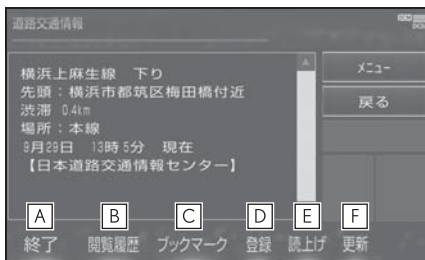 道路交通情報
横浜上麻生線　下り
先頭：横浜市都筑区梅田橋付近
渋滞 0.4km
場所：本線
9月29日　13時5分　現在
【日本道路交通情報センター】
メニュー
戻る
A B C D E F
終了 閲覧履歴 ブックマーク 登録 読上げ 更新